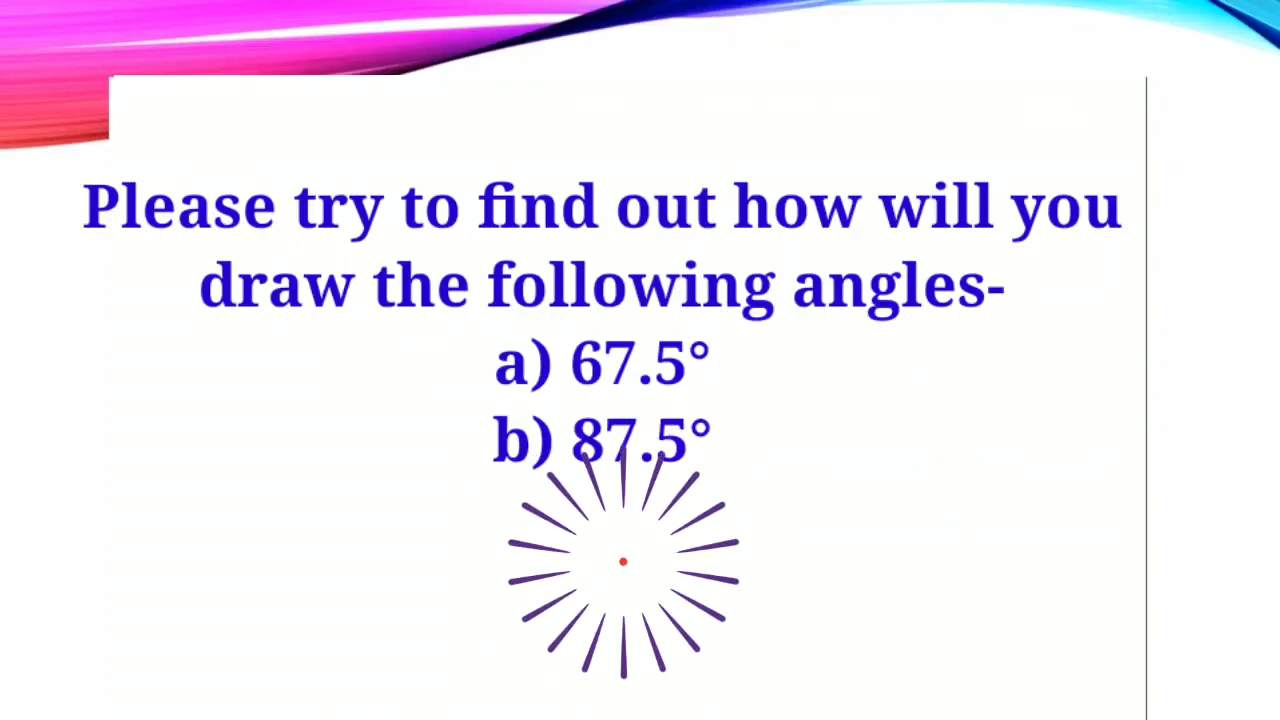 Please try to find out how will you
draw the following angles-
a) 67.5°
b) 87.5°